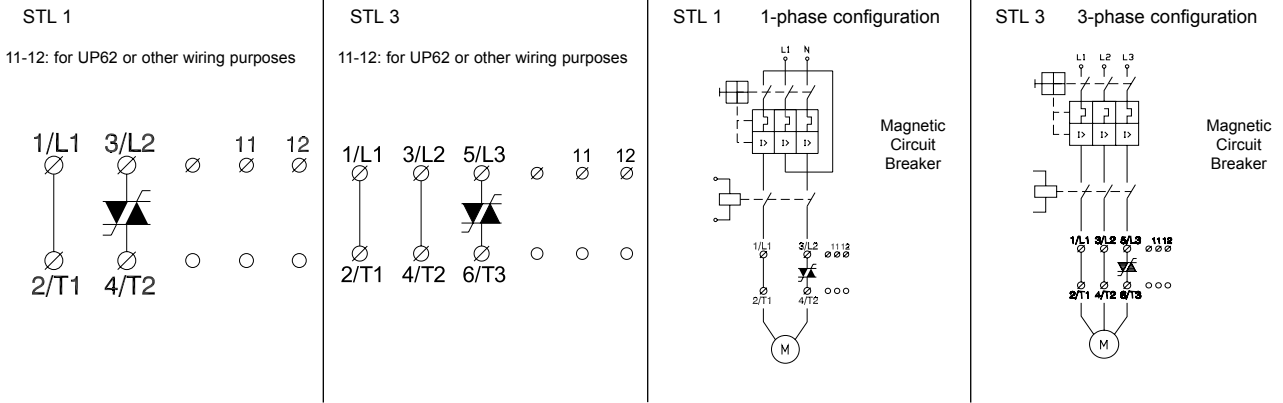 STL 1
11-12: for UP62 or other wiring purposes
1/L1 3/L2 11 12
2/T1 4/T2
STL 3
11-12: for UP62 or other wiring purposes
1/L1 3/L2 5/L3 11 12
2/T1 4/T2 6/T3
STL 1 1-phase configuration
L1 N
I> I> I>
Magnetic
Circuit
Breaker
1/L1 3/L2 11 12
2/T1 4/T2
M
STL 3 3-phase configuration
L1 L2 L3
I> I> I>
Magnetic
Circuit
Breaker
1/L1 3/L2 5/L3 11 12
2/T1 4/T2 6/T3
M